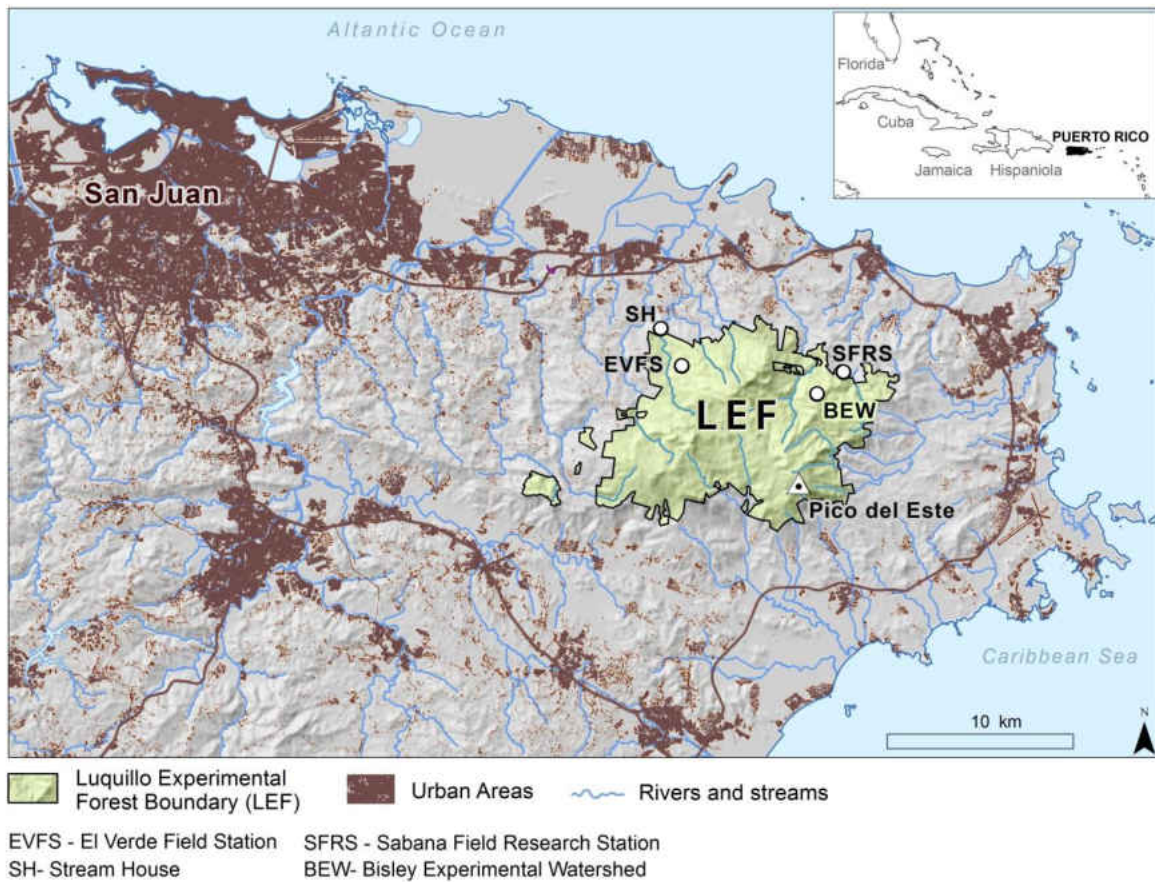 Altantic Ocean
Florida
Cuba
PUERTO RICO
Jamaica
Hispaniola
San Juan
SH
EVFS
SFRS
LEF
BEW
Pico del Este
Caribbean Sea
10 km
N
Luquillo Experimental
Forest Boundary (LEF)
Urban Areas
Rivers and streams
EVFS - El Verde Field Station
SFRS - Sabana Field Research Station
SH- Stream House
BEW- Bisley Experimental Watershed